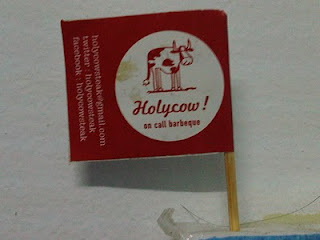 holycowsteak@gmail.com
twitter : holycowsteak
facebook : holycowsteak
Holycow !
on call barbeque